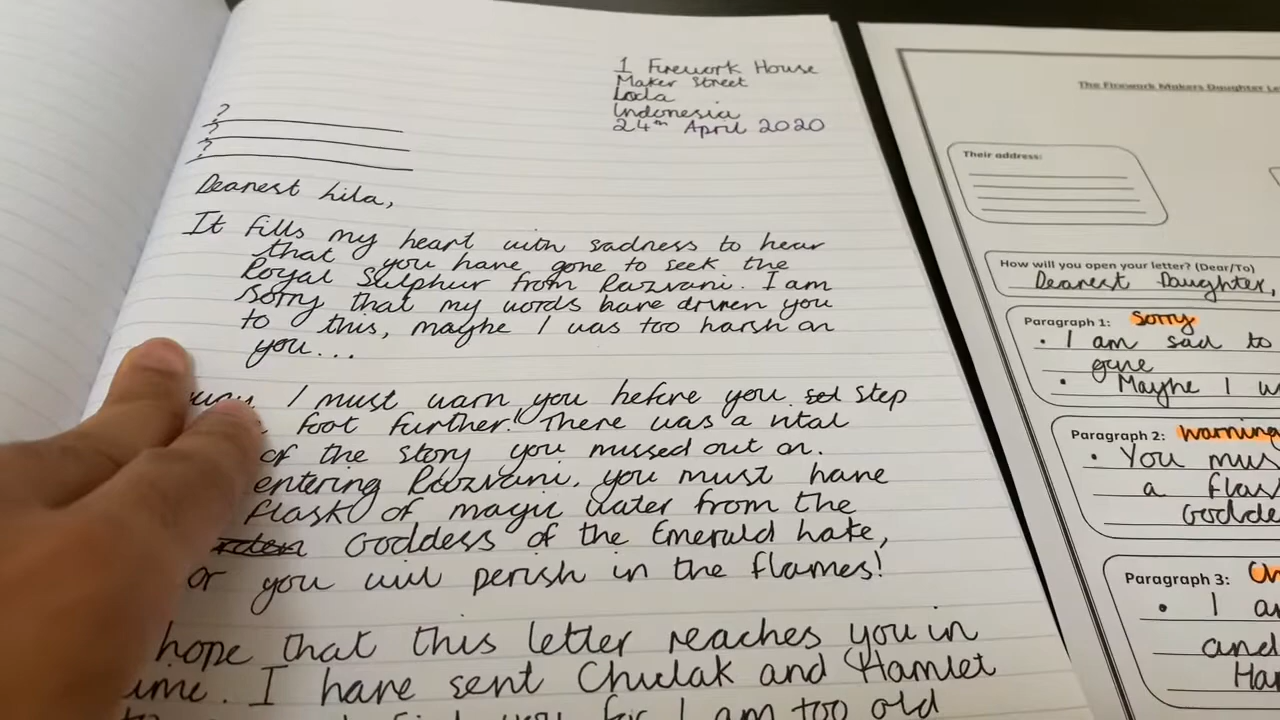 1 Firework House
Maker Street
Loda
Indonesia
24th April 2020
?
?
?
?
Dearest Lila,
It fills my heart with sadness to hear
that you have gone to seek the
Royal Sulphur from Razvani. I am
sorry that my words have driven you
to this, maybe I was too harsh on
you...
I must warn you before you set step
foot further! There was a vital
of the story you missed out on.
entering Razvani, you must have
flask of magic water from the
Goddess of the Emerald Lake,
or you will perish in the flames!
hope that this letter reaches you in
I have sent Chulak and Hamlet
you for I am too old
The Firework Makers Daughter
Their address:
How will you open your letter? (Dear/To)
Dearest Daughter,
Paragraph 1: Sorry
• I am sad to
gone
• Maybe I
Paragraph 2: Warning
• You
a
Paragraph 3:
• I
and